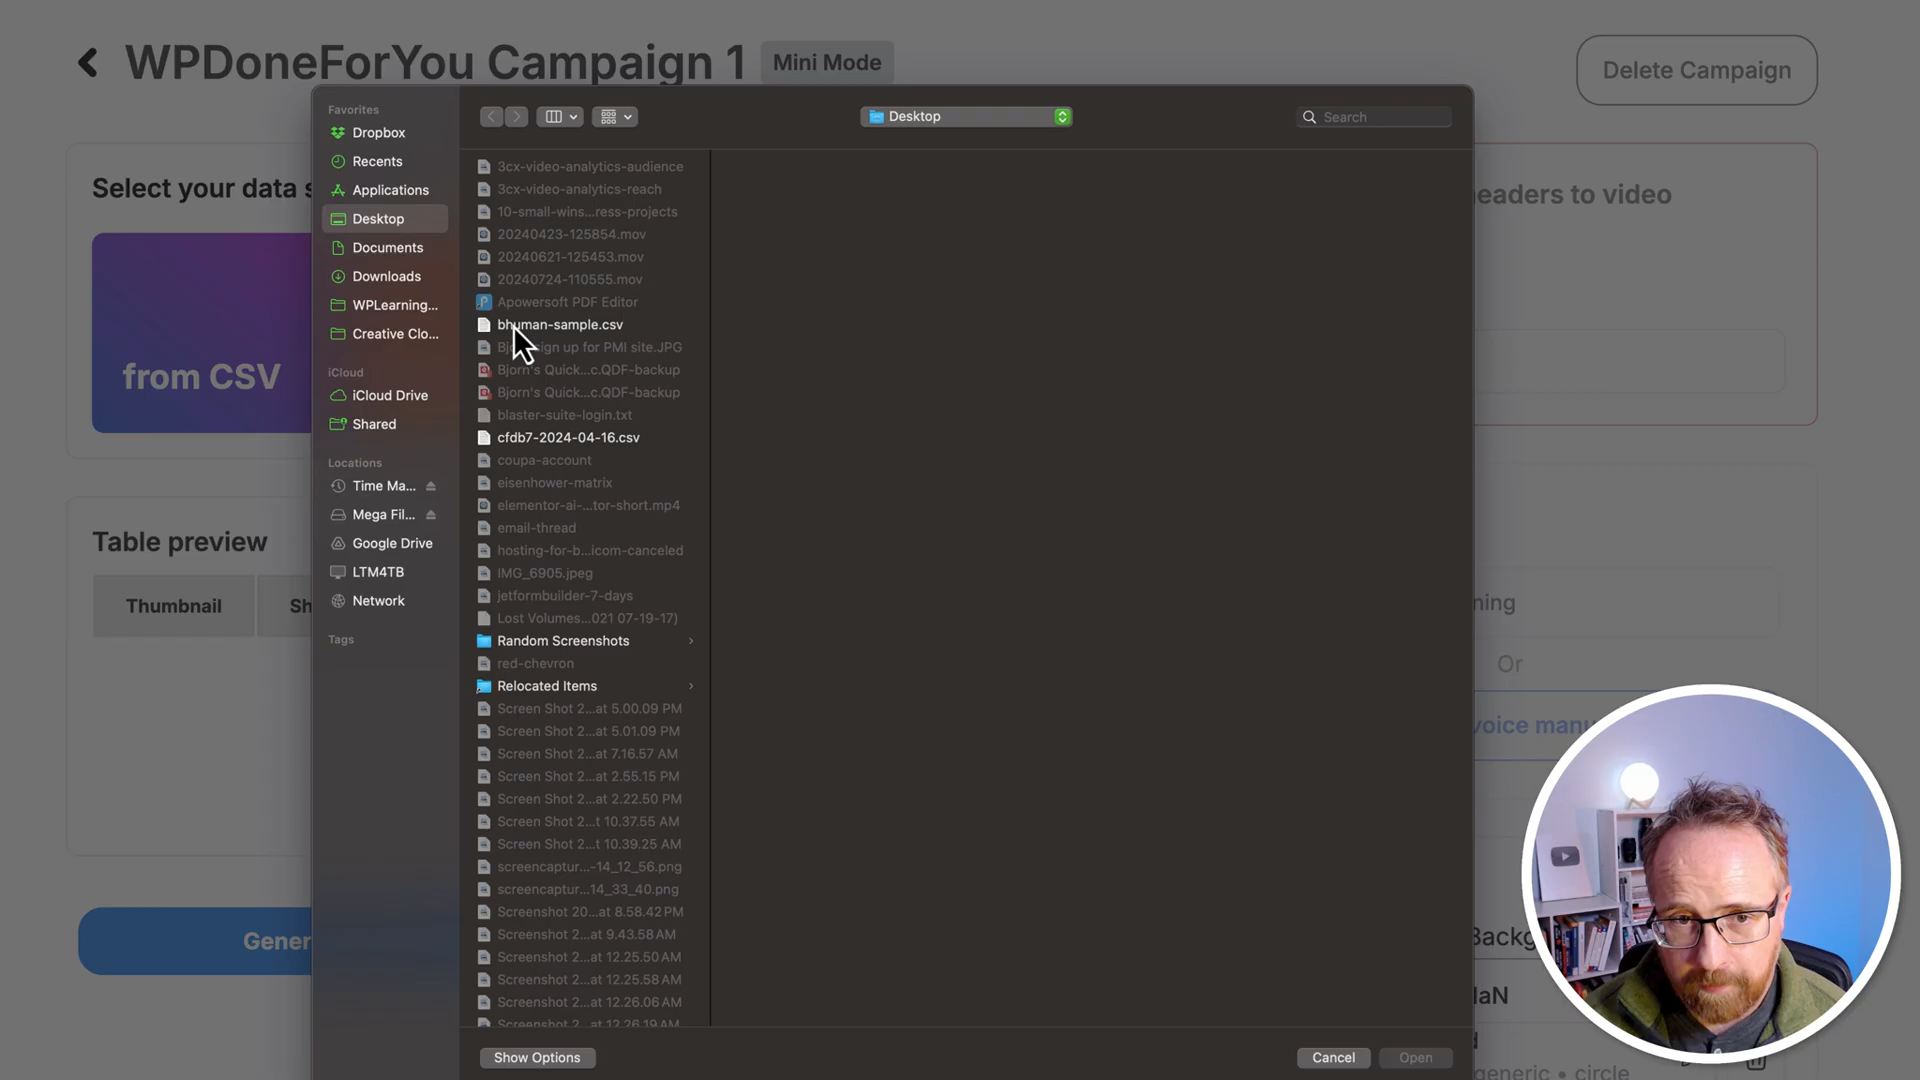 WPDoneForYou Campaign 1
Mini Mode
Delete Campaign
Favorites
Dropbox
Recents
Applications
Desktop
Documents
Downloads
WPLearning...
Creative Clo...
iCloud
iCloud Drive
Shared
Locations
Time Ma...
Mega Fil...
Google Drive
LTM4TB
Network
Tags
Desktop
Search
3cx-video-analytics-audience
3cx-video-analytics-reach
10-small-wins...ress-projects
20240423-125854.mov
20240621-125453.mov
20240724-110555.mov
Apowersoft PDF Editor
bhuman-sample.csv
sign up for PMI site.JPG
Bjorn's Quick...c.QDF-backup
Bjorn's Quick...c.QDF-backup
blaster-suite-login.txt
cfdb7-2024-04-16.csv
coupa-account
eisenhower-matrix
elementor-ai-...tor-short.mp4
email-thread
hosting-for-b...icom-canceled
IMG_6905.jpeg
jetformbuilder-7-days
Lost Volumes...021 07-19-17)
Random Screenshots
red-chevron
Relocated Items
Screen Shot 2...at 5.00.09 PM
Screen Shot 2...at 5.01.09 PM
Screen Shot 2...at 7.16.57 AM
Screen Shot 2...at 2.55.15 PM
Screen Shot 2...at 2.22.50 PM
Screen Shot 2...t 10.37.55 AM
Screen Shot 2...t 10.39.25 AM
screencaptur...-14_12_56.png
screencaptur...14_33_40.png
Screenshot 20...at 8.58.42 PM
Screenshot 2...at 9.43.58 AM
Screenshot 2...at 12.25.50 AM
Screenshot 2...at 12.25.58 AM
Screenshot 2...at 12.26.06 AM
Screenshot 2...at 12.26.19 AM
Show Options
Cancel
Open
Select your data s
from CSV
Table preview
Thumbnail
Sh
Gener
eaders to video
ning
Or
voice manu
Backg
aN
d
generic • circle